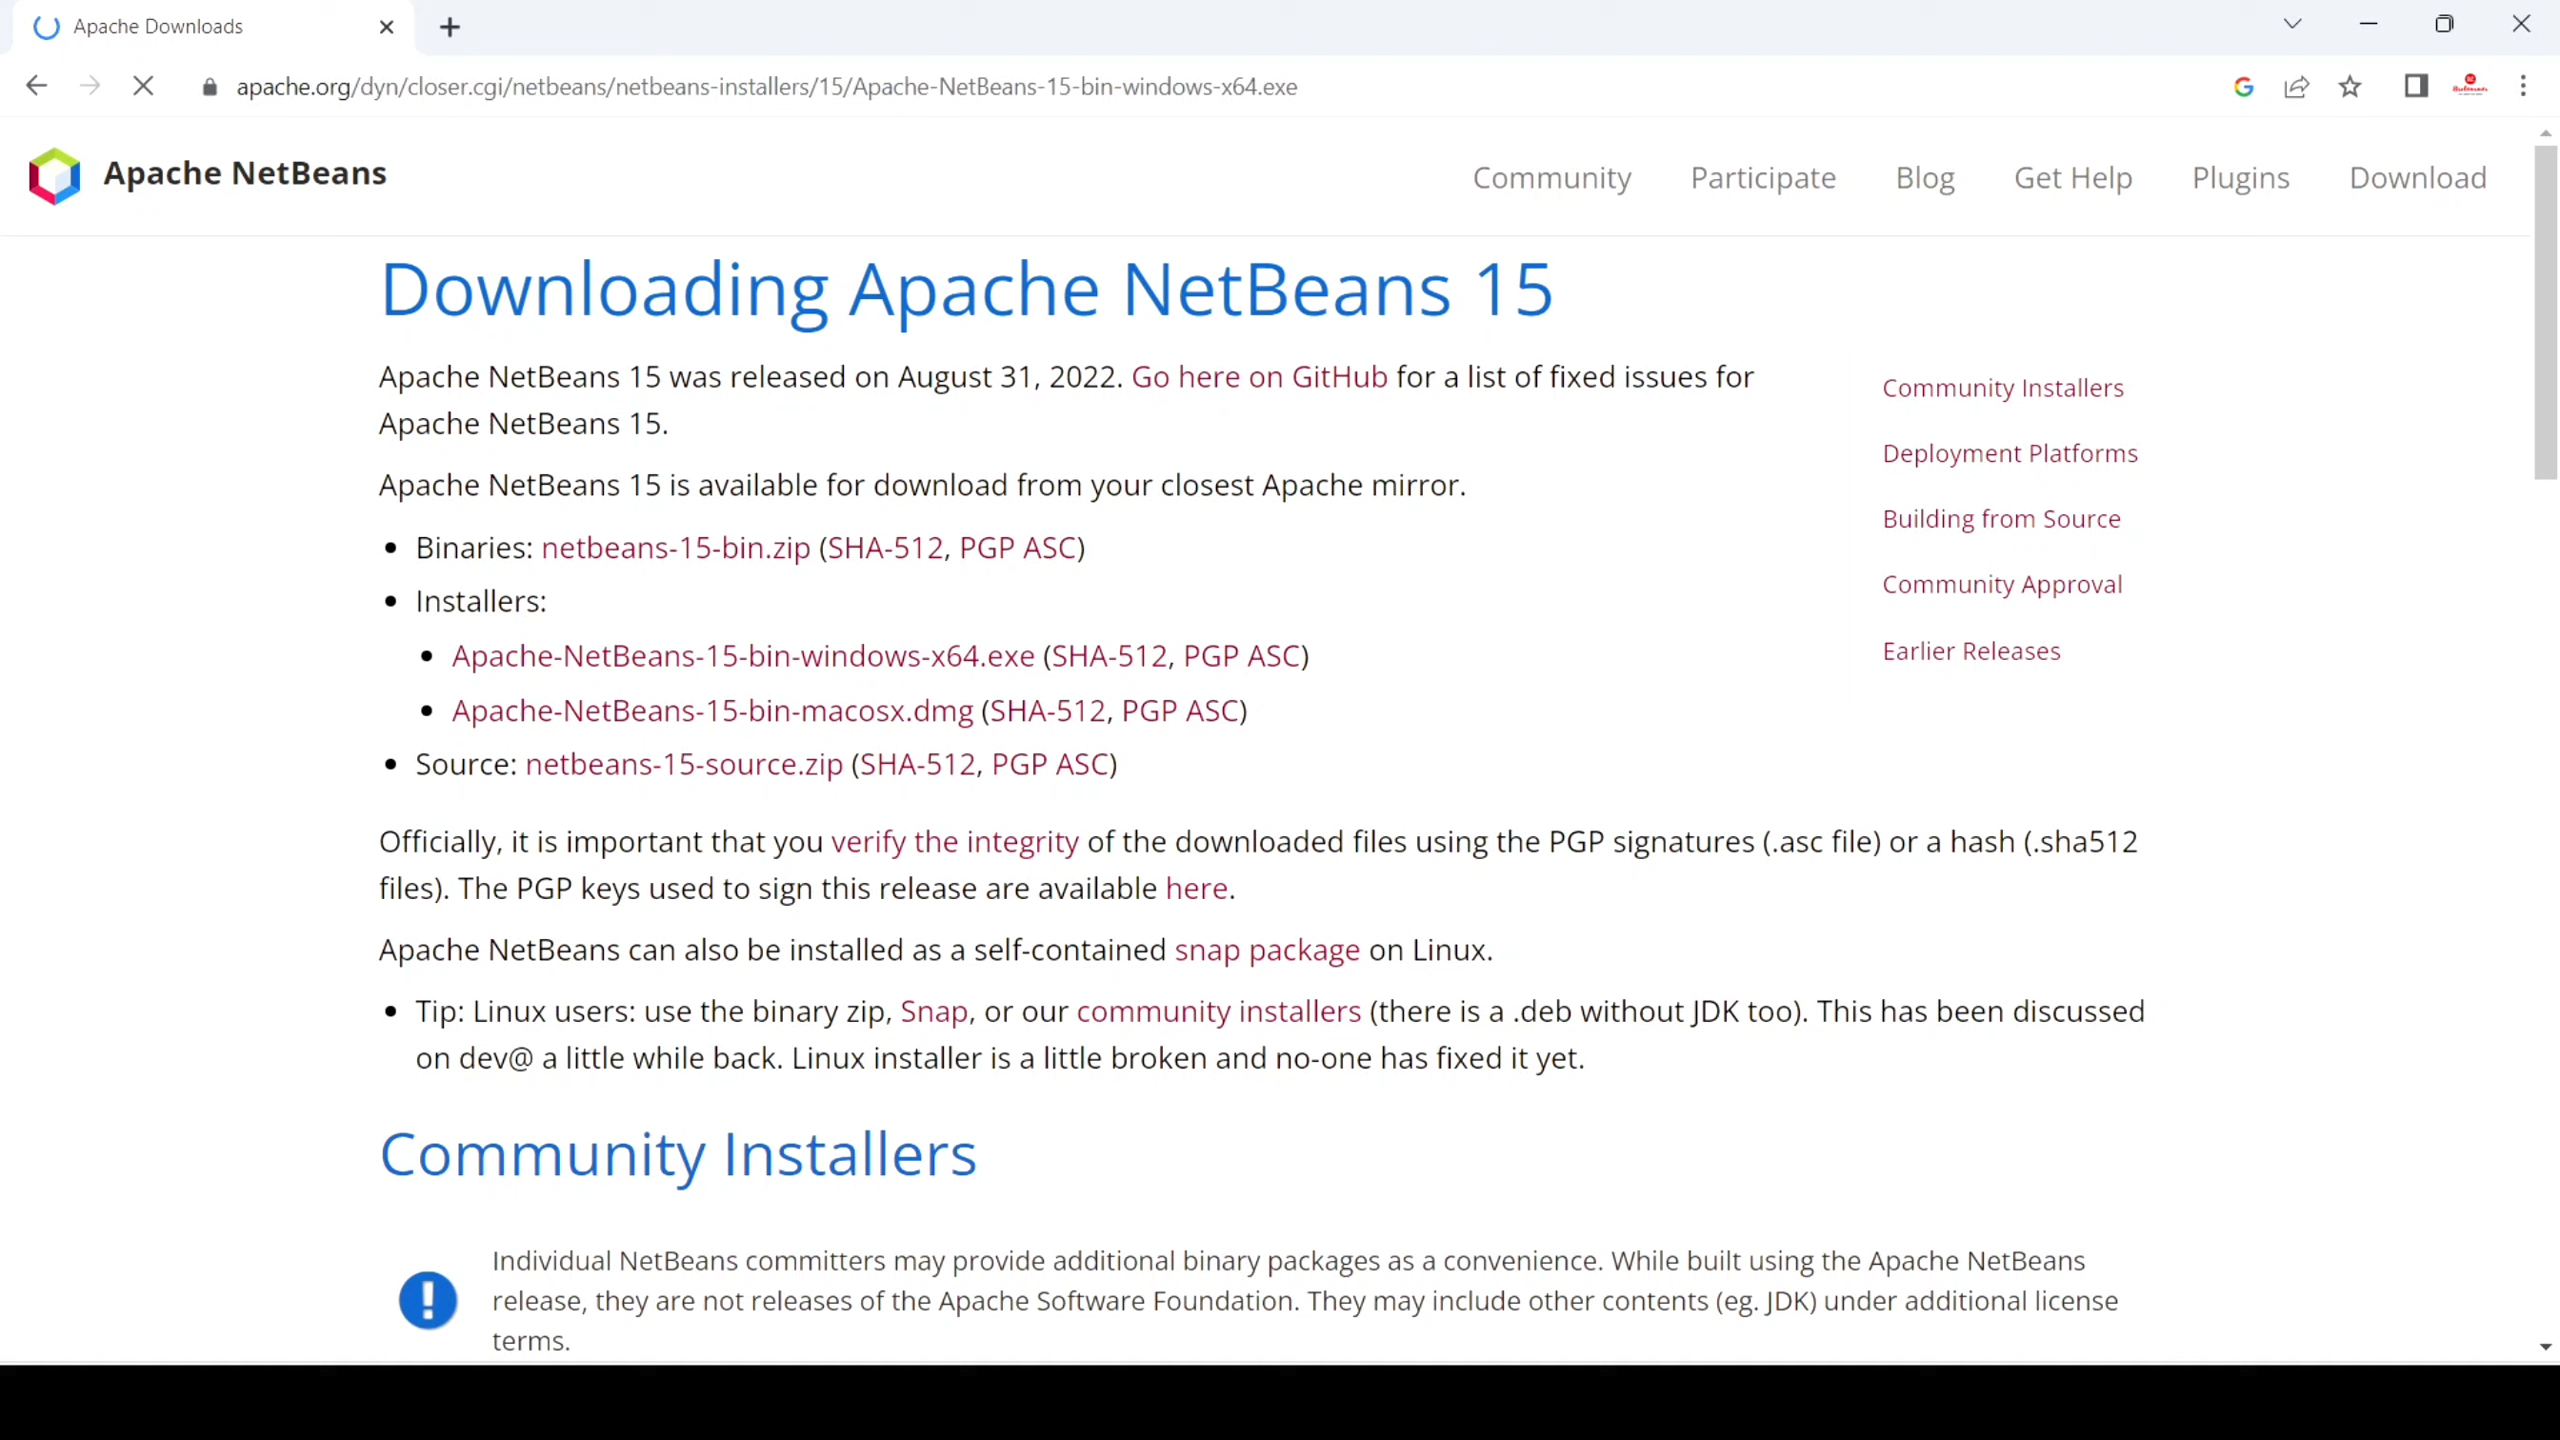 Apache Downloads
apache.org/dyn/closer.cgi/netbeans/netbeans-installers/15/Apache-NetBeans-15-bin-windows-x64.exe
Apache NetBeans
Community Participate Blog Get Help Plugins Download
Downloading Apache NetBeans 15
Apache NetBeans 15 was released on August 31, 2022. Go here on GitHub for a list of fixed issues for
Apache NetBeans 15.
Apache NetBeans 15 is available for download from your closest Apache mirror.
• Binaries: netbeans-15-bin.zip (SHA-512, PGP ASC)
• Installers:
• Apache-NetBeans-15-bin-windows-x64.exe (SHA-512, PGP ASC)
• Apache-NetBeans-15-bin-macosx.dmg (SHA-512, PGP ASC)
• Source: netbeans-15-source.zip (SHA-512, PGP ASC)
Community Installers
Deployment Platforms
Building from Source
Community Approval
Earlier Releases
Officially, it is important that you verify the integrity of the downloaded files using the PGP signatures (.asc file) or a hash (.sha512
files). The PGP keys used to sign this release are available here.
Apache NetBeans can also be installed as a self-contained snap package on Linux.
• Tip: Linux users: use the binary zip, Snap, or our community installers (there is a .deb without JDK too). This has been discussed
on dev@ a little while back. Linux installer is a little broken and no-one has fixed it yet.
Community Installers
Individual NetBeans committers may provide additional binary packages as a convenience. While built using the Apache NetBeans
release, they are not releases of the Apache Software Foundation. They may include other contents (eg. JDK) under additional license
terms.